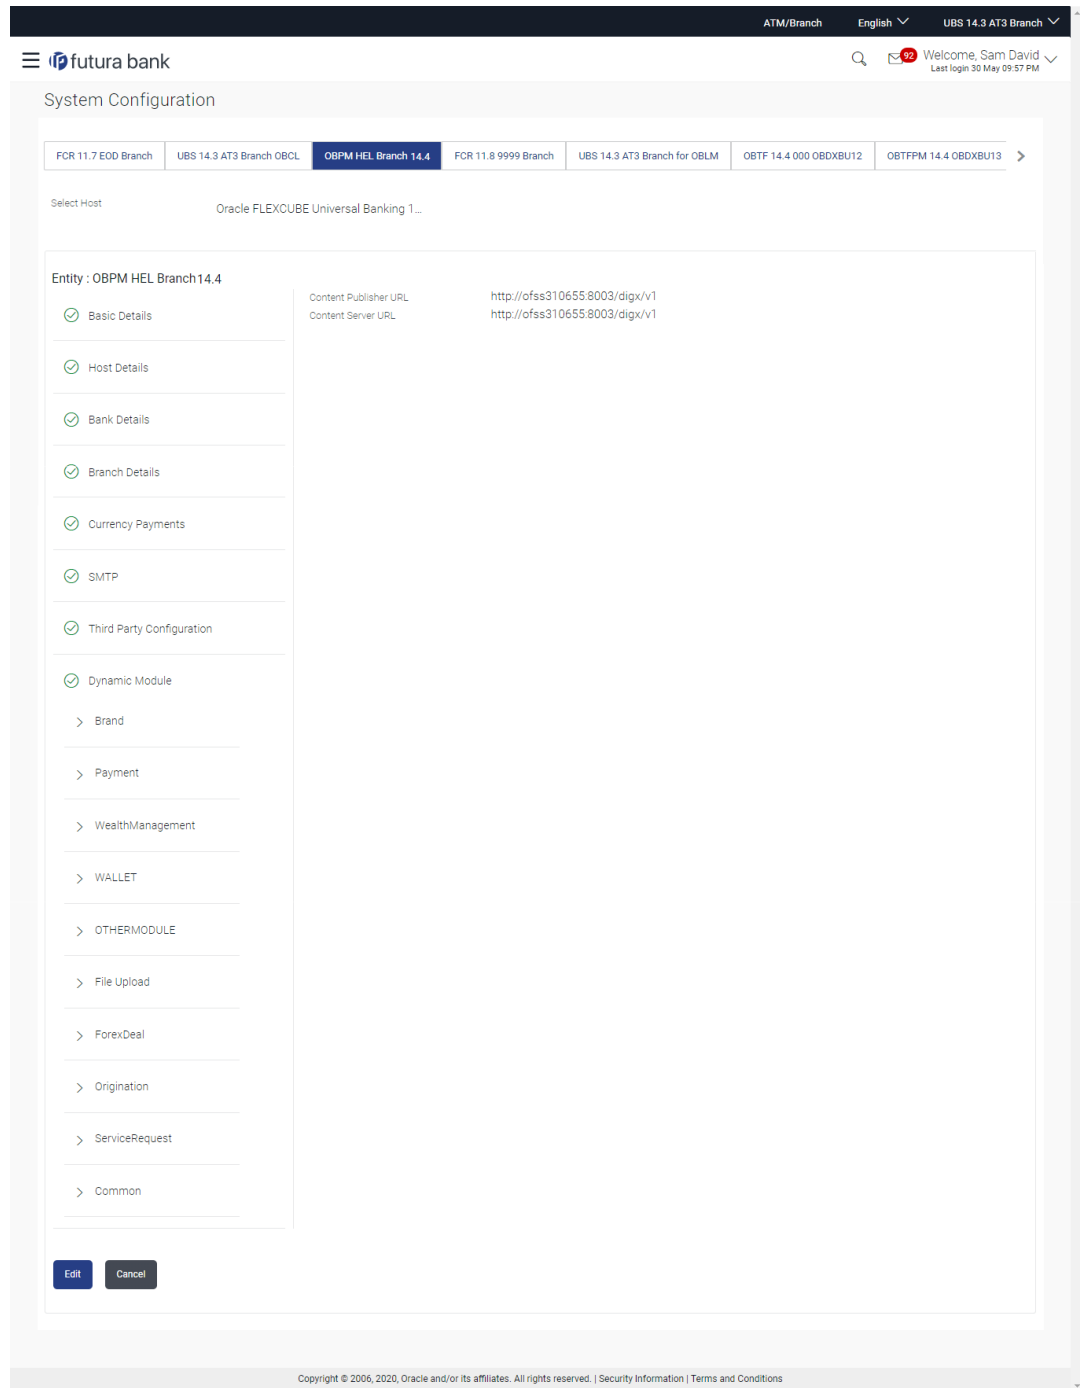 ATM/Branch English UBS 14.3 AT3 Branch
futura bank 92 Welcome, Sam David
Last login 30 May 09:57 PM
System Configuration
FCR 11.7 EOD Branch UBS 14.3 AT3 Branch OBCL OBPM HEL Branch 14.4 FCR 11.8 9999 Branch UBS 14.3 AT3 Branch for OBLM OBTF 14.4 000 OBDXBU12 OBTFPM 14.4 OBDXBU13
Select Host Oracle FLEXCUBE Universal Banking 1...
Entity : OBPM HEL Branch14.4
Content Publisher URL http://ofss310655:8003/digx/v1
Content Server URL http://ofss310655:8003/digx/v1
Basic Details
Host Details
Bank Details
Branch Details
Currency Payments
SMTP
Third Party Configuration
Dynamic Module
Brand
Payment
WealthManagement
WALLET
OTHERMODULE
File Upload
ForexDeal
Origination
ServiceRequest
Common
Edit Cancel
Copyright © 2006, 2020, Oracle and/or its affiliates. All rights reserved. | Security Information | Terms and Conditions